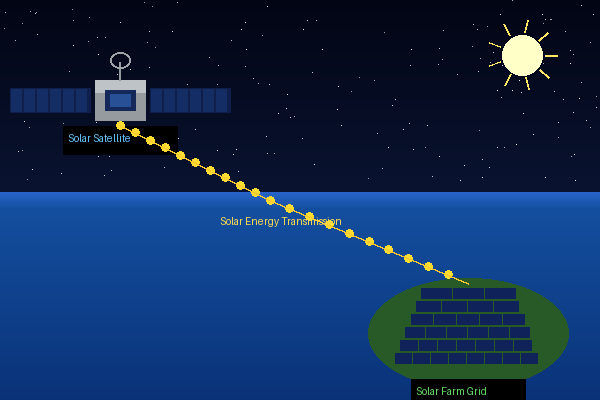 Solar Satellite
Solar Energy Transmission
Solar Farm Grid